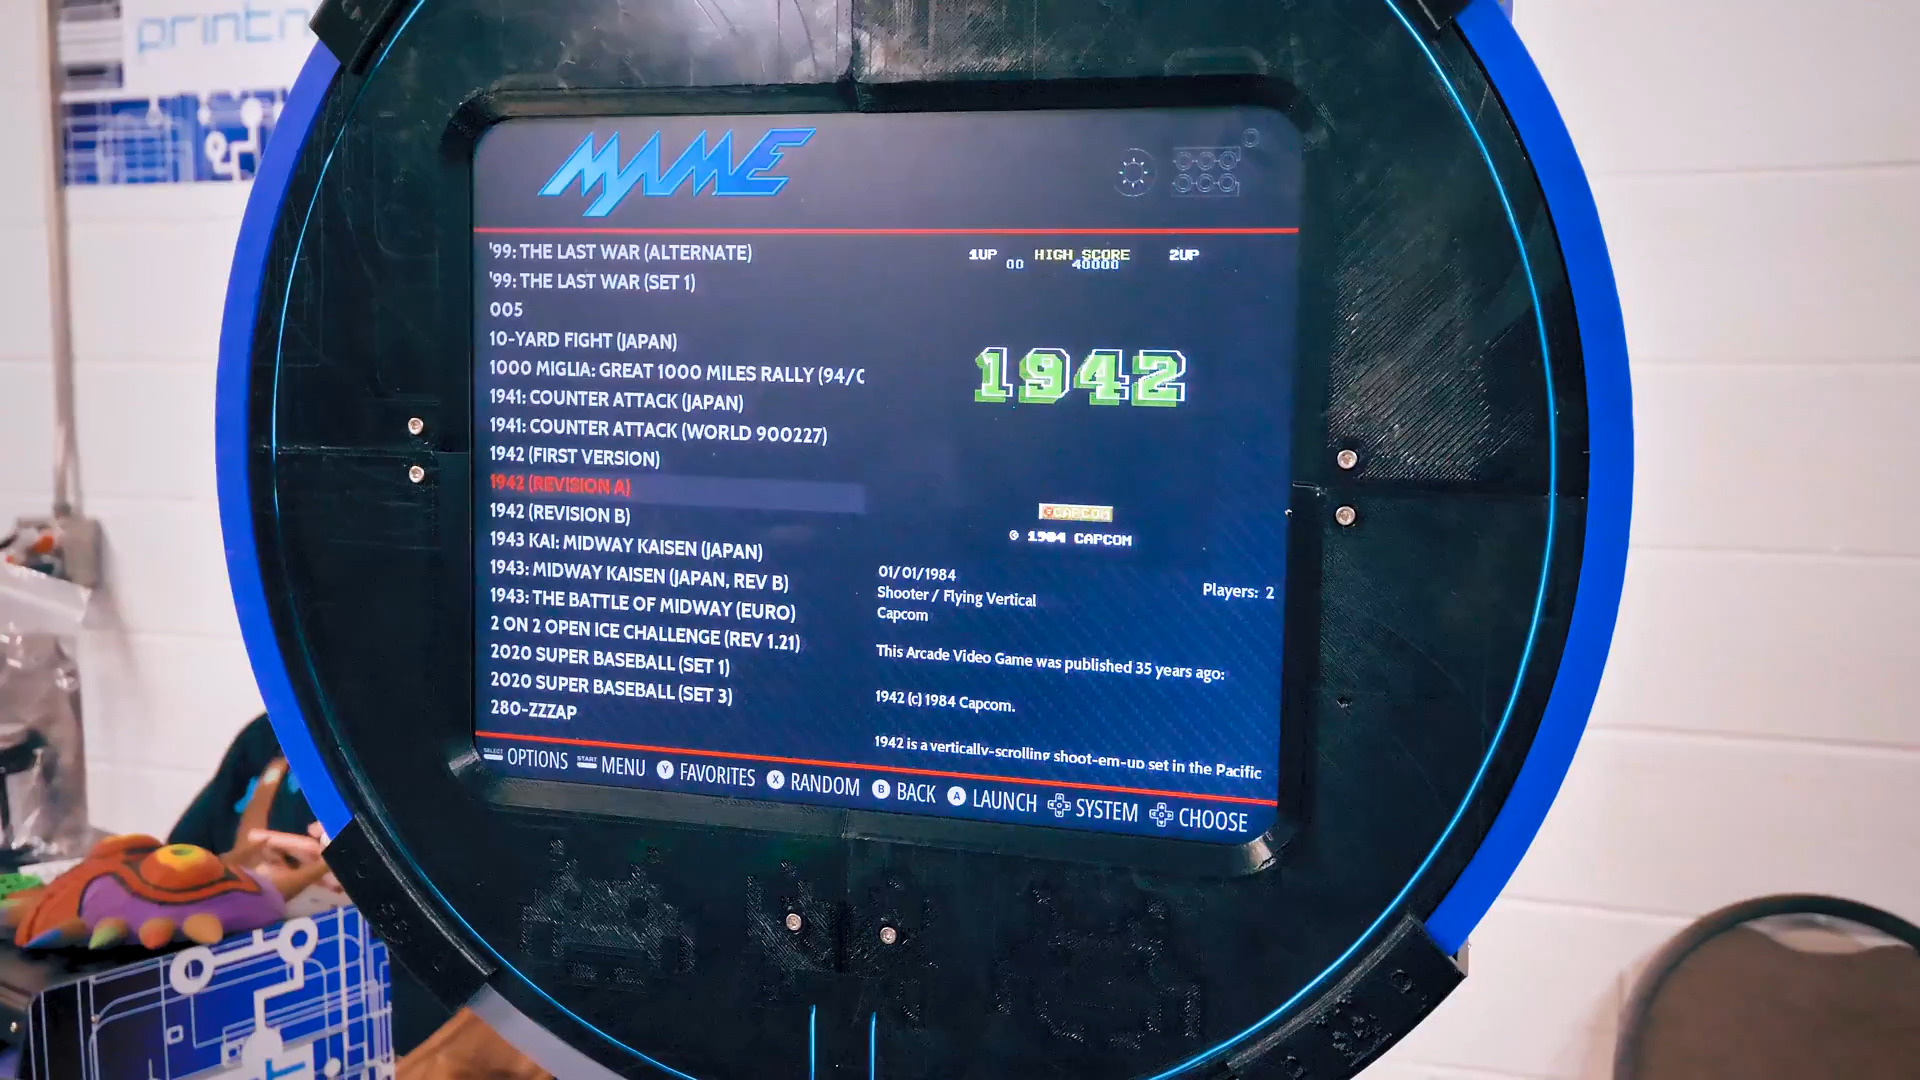 printn
MAME
'99: THE LAST WAR (ALTERNATE)
'99: THE LAST WAR (SET 1)
005
10-YARD FIGHT (JAPAN)
1000 MIGLIA: GREAT 1000 MILES RALLY (94/0
1941: COUNTER ATTACK (JAPAN)
1941: COUNTER ATTACK (WORLD 900227)
1942 (FIRST VERSION)
1942 (REVISION A)
1942 (REVISION B)
1943 KAI: MIDWAY KAISEN (JAPAN)
1943: MIDWAY KAISEN (JAPAN, REV B)
1943: THE BATTLE OF MIDWAY (EURO)
2 ON 2 OPEN ICE CHALLENGE (REV 1.21)
2020 SUPER BASEBALL (SET 1)
2020 SUPER BASEBALL (SET 3)
280-ZZZAP
1UP HIGH SCORE 2UP
00 40000
1942
CAPCOM
© 1984 CAPCOM
01/01/1984
Players: 2
Shooter / Flying Vertical
Capcom
This Arcade Video Game was published 35 years ago:
1942 (c) 1984 Capcom.
1942 is a vertically-scrolling shoot-em-up set in the Pacific
SELECT OPTIONS START MENU Y FAVORITES X RANDOM B BACK A LAUNCH SYSTEM CHOOSE